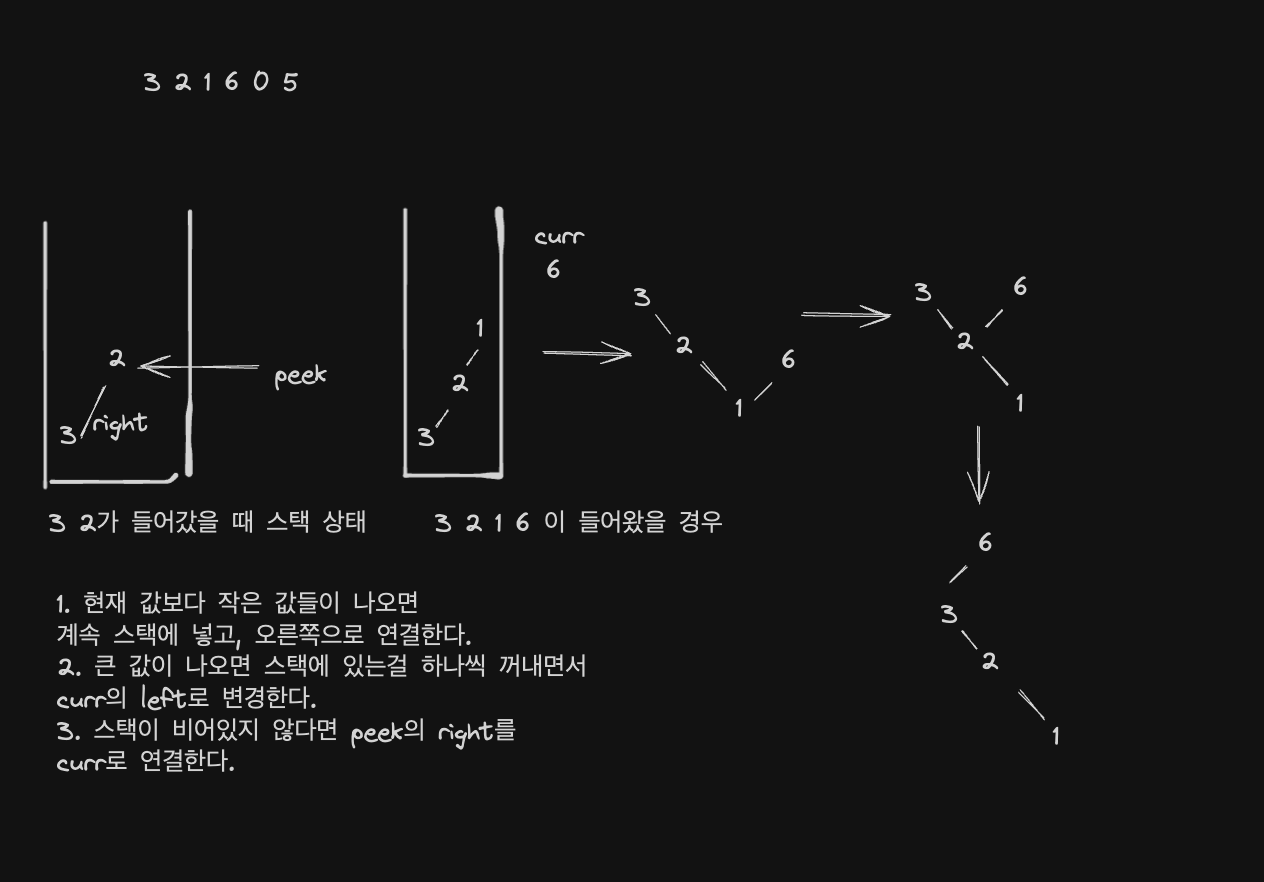 3 2 1 6 0 5
2
peek
3
right
3 2가 들어갔을 때 스택 상태
1
2
3
curr
6
3
2
6
1
3 2 1 6 이 들어왔을 경우
3
6
2
1
6
3
2
1
1. 현재 값보다 작은 값들이 나오면
계속 스택에 넣고, 오른쪽으로 연결한다.
2. 큰 값이 나오면 스택에 있는걸 하나씩 꺼내면서
curr의 left로 변경한다.
3. 스택이 비어있지 않다면 peek의 right를
curr로 연결한다.